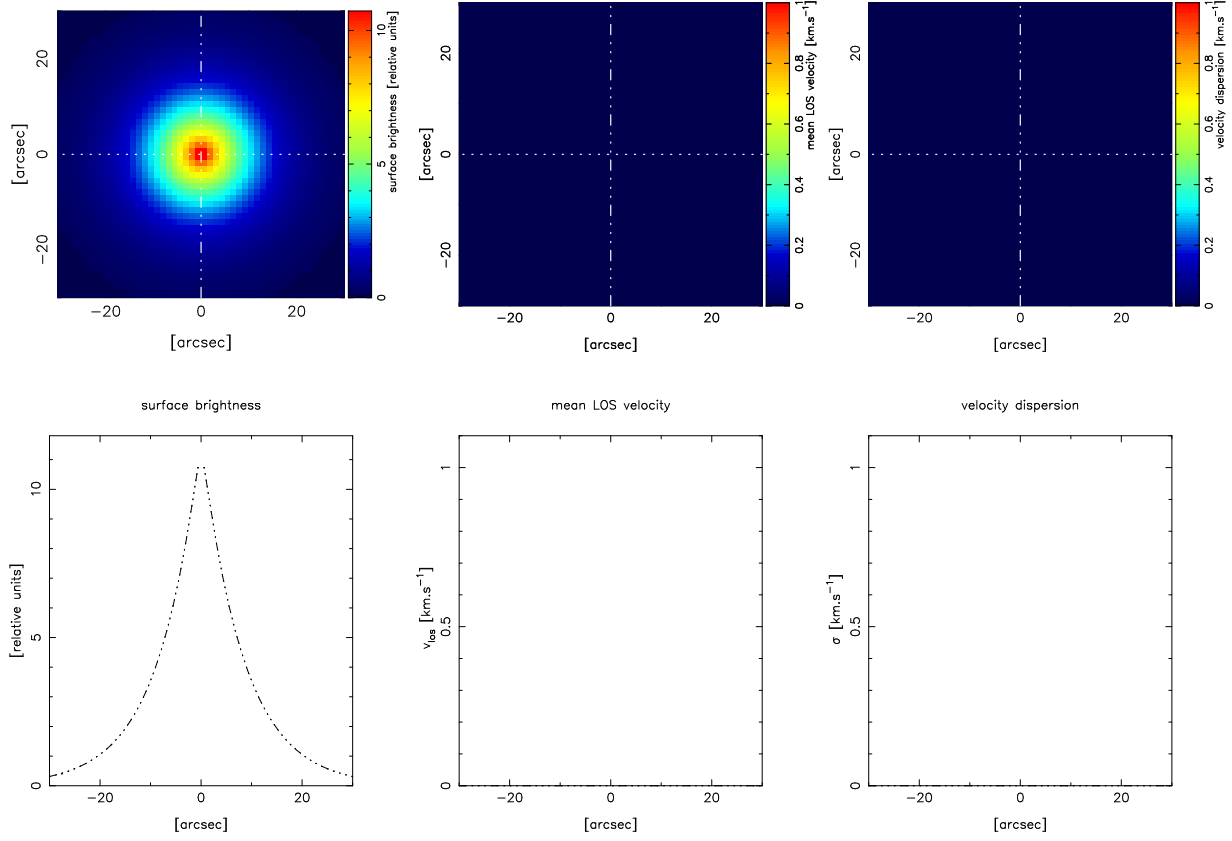 20
0
−20
[arcsec]
−20 0 20
[arcsec]
0 5 10
surface brightness [relative units]
20
0
−20
[arcsec]
−20 0 20
[arcsec]
0 0.2 0.4 0.6 0.8 1
mean LOS velocity [km.s⁻¹]
20
0
−20
[arcsec]
−20 0 20
[arcsec]
0 0.2 0.4 0.6 0.8 1
velocity dispersion [km.s⁻¹]
surface brightness
10
5
0
[relative units]
−20 0 20
[arcsec]
mean LOS velocity
1
0.5
0
v_los [km.s⁻¹]
−20 0 20
[arcsec]
velocity dispersion
1
0.5
0
σ [km.s⁻¹]
−20 0 20
[arcsec]